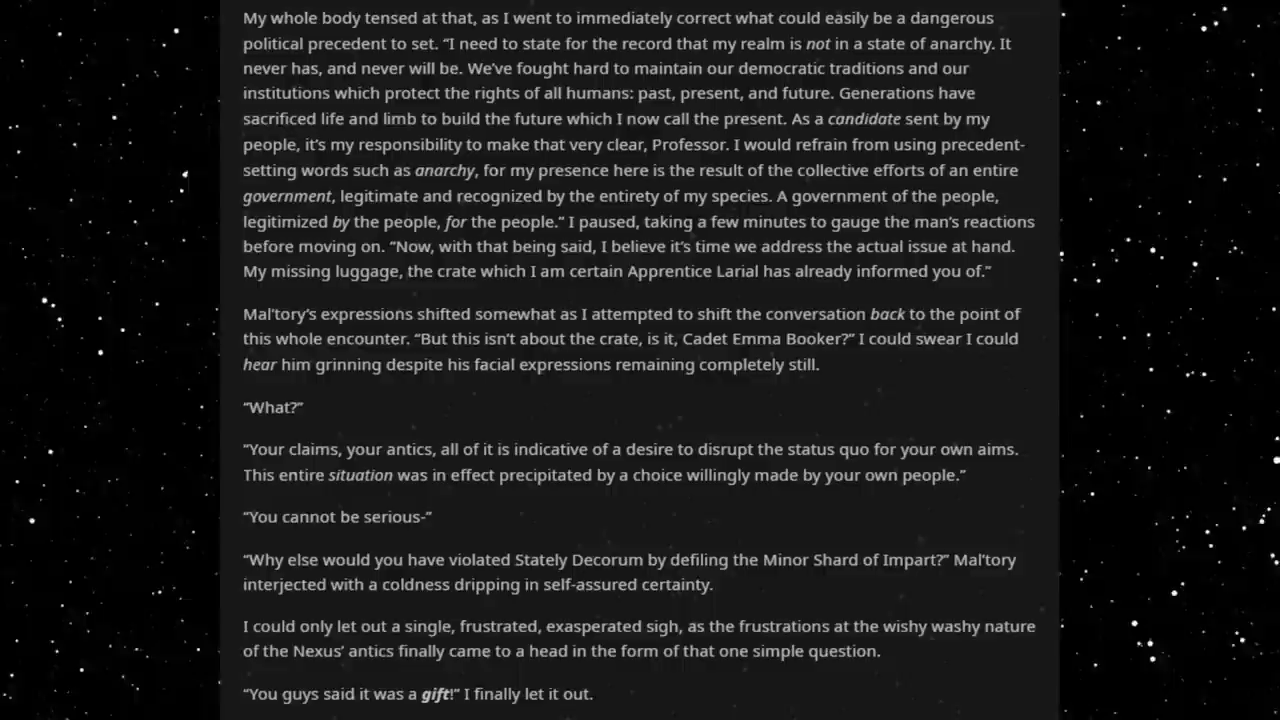 My whole body tensed at that, as I went to immediately correct what could easily be a dangerous
political precedent to set. “I need to state for the record that my realm is not in a state of anarchy. It
never has, and never will be. We’ve fought hard to maintain our democratic traditions and our
institutions which protect the rights of all humans: past, present, and future. Generations have
sacrificed life and limb to build the future which I now call the present. As a candidate sent by my
people, it’s my responsibility to make that very clear, Professor. I would refrain from using precedent-
setting words such as anarchy, for my presence here is the result of the collective efforts of an entire
government, legitimate and recognized by the entirety of my species. A government of the people,
legitimized by the people, for the people.” I paused, taking a few minutes to gauge the man’s reactions
before moving on. “Now, with that being said, I believe it’s time we address the actual issue at hand.
My missing luggage, the crate which I am certain Apprentice Larial has already informed you of.”
Mal’tory’s expressions shifted somewhat as I attempted to shift the conversation back to the point of
this whole encounter. “But this isn’t about the crate, is it, Cadet Emma Booker?” I could swear I could
hear him grinning despite his facial expressions remaining completely still.
“What?”
“Your claims, your antics, all of it is indicative of a desire to disrupt the status quo for your own aims.
This entire situation was in effect precipitated by a choice willingly made by your own people.”
“You cannot be serious-”
“Why else would you have violated Stately Decorum by defiling the Minor Shard of Impart?” Mal’tory
interjected with a coldness dripping in self-assured certainty.
I could only let out a single, frustrated, exasperated sigh, as the frustrations at the wishy washy nature
of the Nexus’ antics finally came to a head in the form of that one simple question.
“You guys said it was a gift!” I finally let it out.